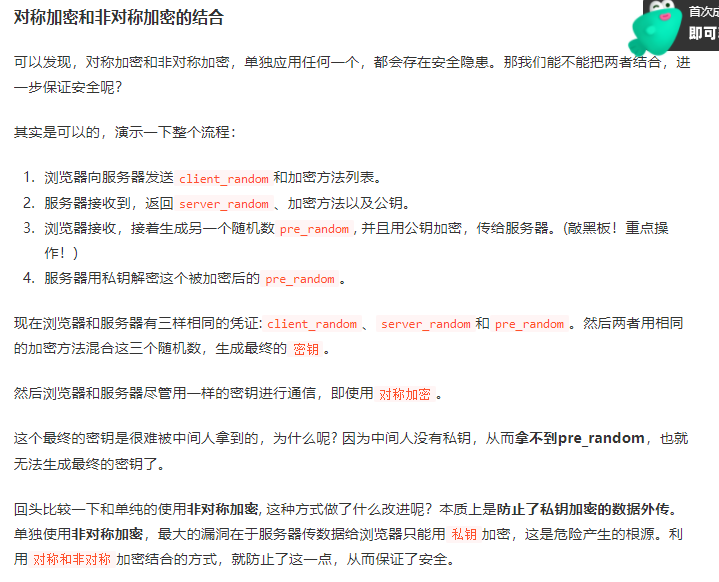 首次成
即可
对称加密和非对称加密的结合
可以发现，对称加密和非对称加密，单独应用任何一个，都会存在安全隐患。那我们能不能把两者结合，进
一步保证安全呢？
其实是可以的，演示一下整个流程：
1. 浏览器向服务器发送 client_random 和加密方法列表。
2. 服务器接收到，返回 server_random 、加密方法以及公钥。
3. 浏览器接收，接着生成另一个随机数 pre_random , 并且用公钥加密，传给服务器。(敲黑板！重点操
作！)
4. 服务器用私钥解密这个被加密后的 pre_random 。
现在浏览器和服务器有三样相同的凭证: client_random 、 server_random 和 pre_random 。然后两者用相同
的加密方法混合这三个随机数，生成最终的 密钥 。
然后浏览器和服务器尽管用一样的密钥进行通信，即使用 对称加密 。
这个最终的密钥是很难被中间人拿到的，为什么呢? 因为中间人没有私钥，从而拿不到pre_random，也就
无法生成最终的密钥了。
回头比较一下和单纯的使用非对称加密, 这种方式做了什么改进呢？本质上是防止了私钥加密的数据外传。
单独使用非对称加密，最大的漏洞在于服务器传数据给浏览器只能用 私钥 加密，这是危险产生的根源。利
用 对称和非对称 加密结合的方式，就防止了这一点，从而保证了安全。